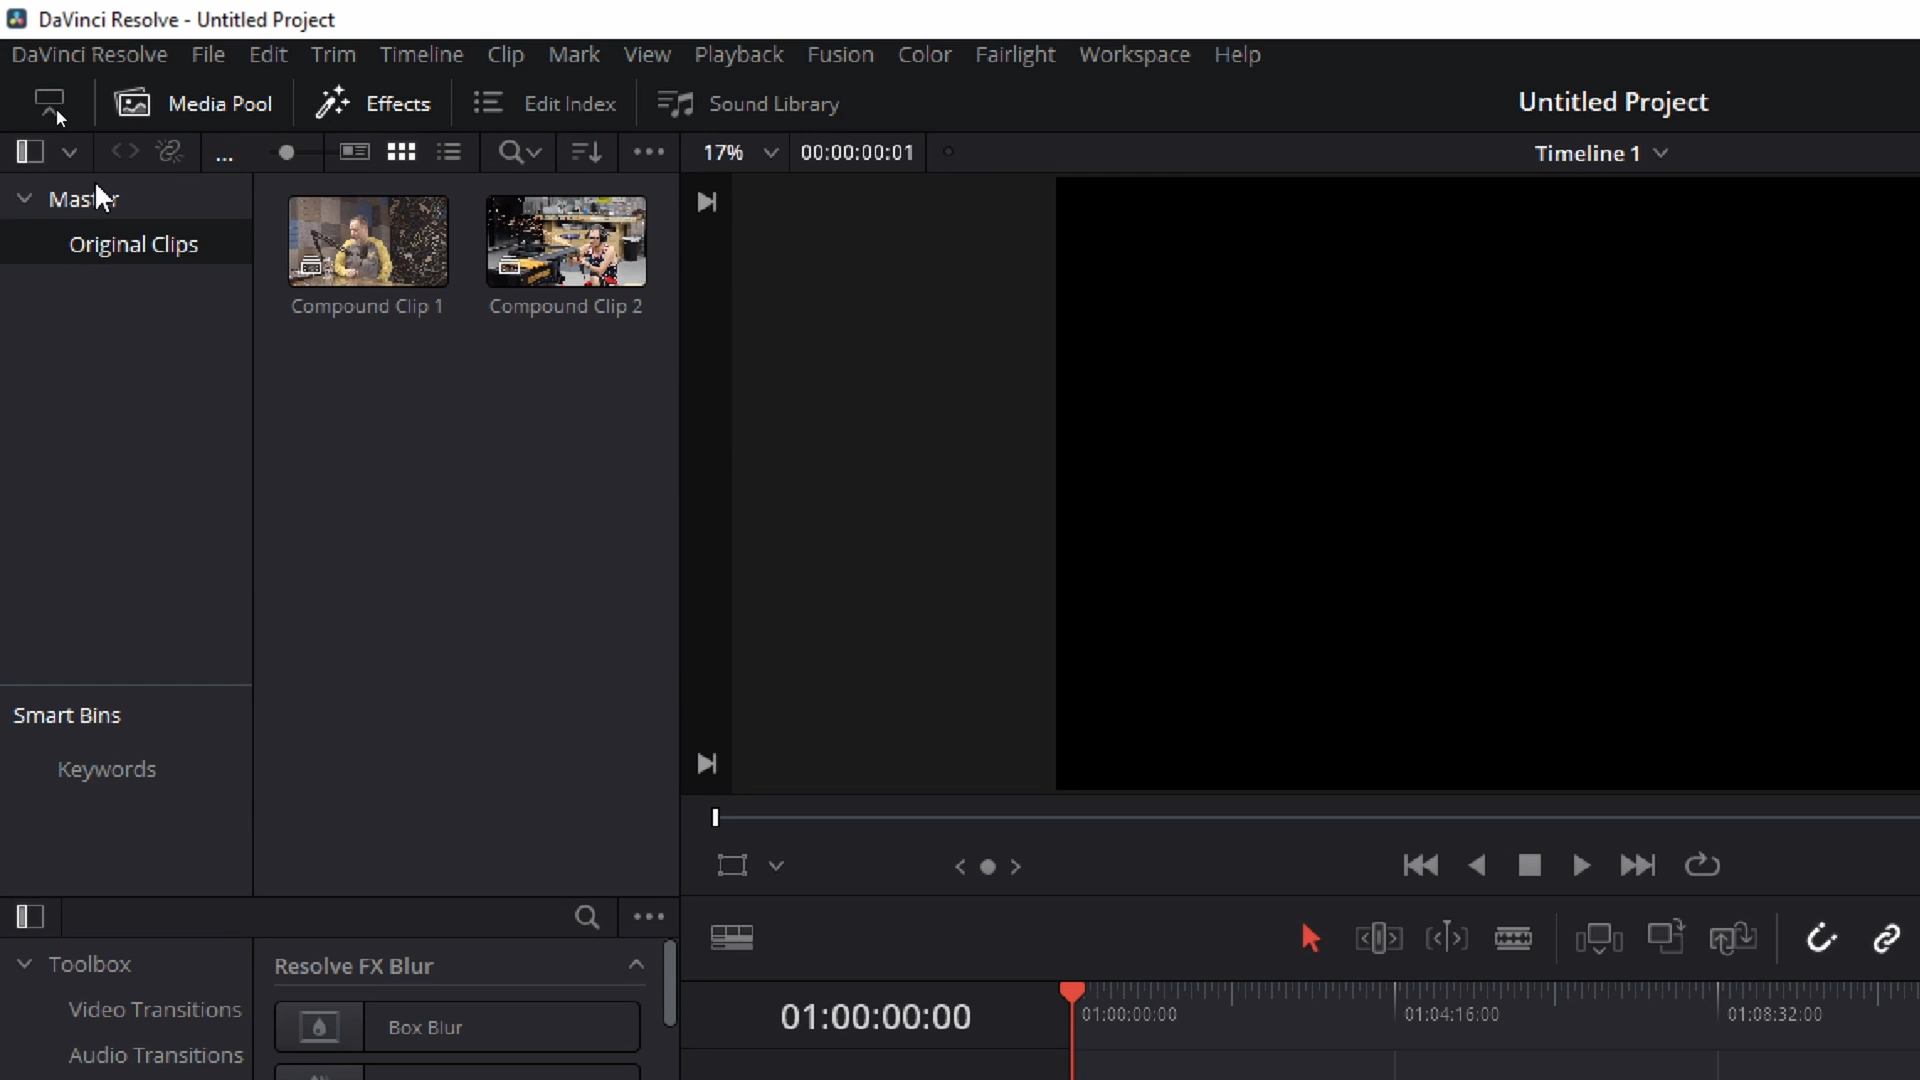 DaVinci Resolve - Untitled Project
DaVinci Resolve File Edit Trim Timeline Clip Mark View Playback Fusion Color Fairlight Workspace Help
Media Pool Effects Edit Index Sound Library Untitled Project
... 17% 00:00:00:01 Timeline 1
Master
Original Clips
Compound Clip 1 Compound Clip 2
Smart Bins
Keywords
Toolbox
Video Transitions
Audio Transitions
Resolve FX Blur
Box Blur
01:00:00:00
01:00:00:00 01:04:16:00 01:08:32:00